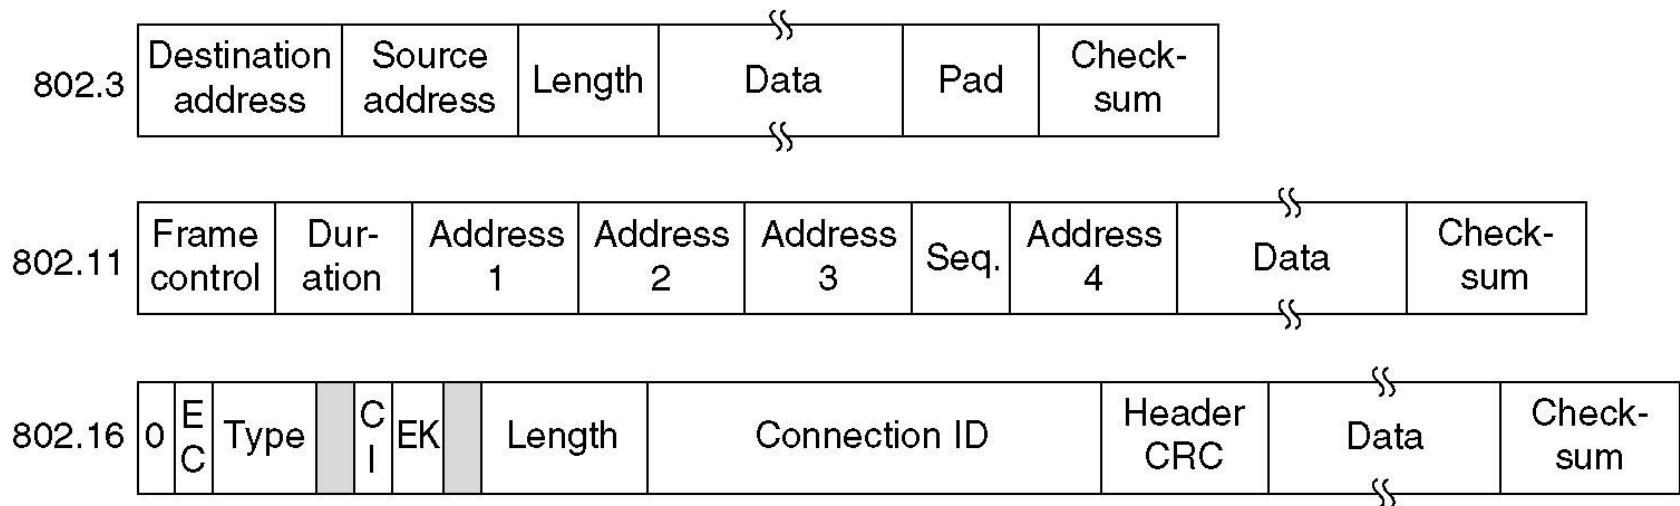 802.3
Destination address
Source address
Length
Data
Pad
Check-
sum
802.11
Frame control
Dur-
ation
Address 1
Address 2
Address 3
Seq.
Address 4
Data
Check-
sum
802.16
0
E
C
Type
C
I
EK
Length
Connection ID
Header CRC
Data
Check-
sum